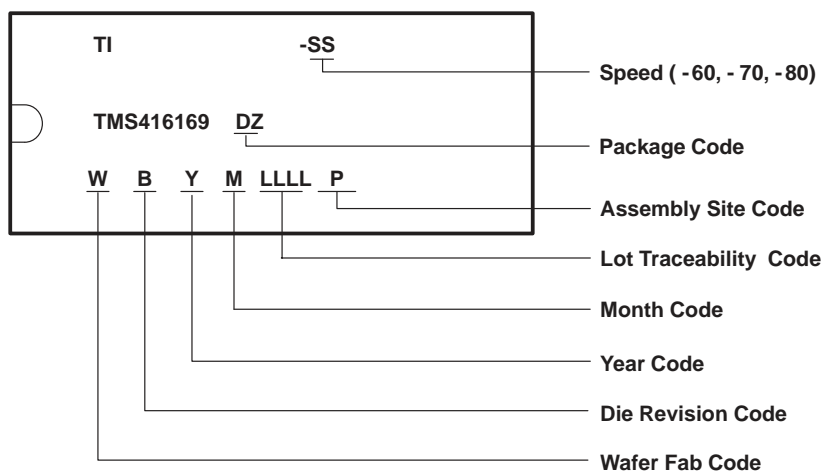 TI -SS
Speed ( -60, - 70, -80)
TMS416169 DZ
Package Code
W B Y M LLLL P
Assembly Site Code
Lot Traceability Code
Month Code
Year Code
Die Revision Code
Wafer Fab Code